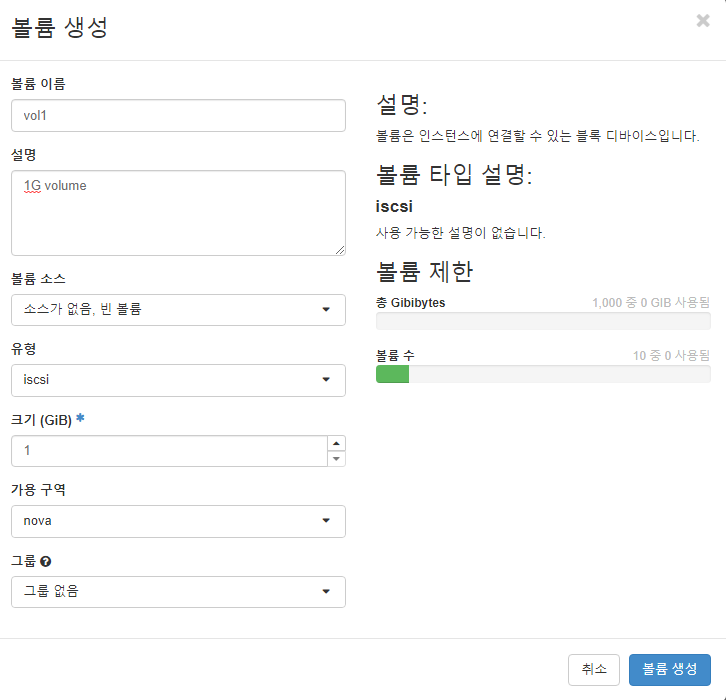 볼륨 생성
×
볼륨 이름
vol1
설명
1G volume
볼륨 소스
소스가 없음, 빈 볼륨
유형
iscsi
크기 (GiB) *
1
가용 구역
nova
그룹 ?
그룹 없음
설명:
볼륨은 인스턴스에 연결할 수 있는 블록 디바이스입니다.
볼륨 타입 설명:
iscsi
사용 가능한 설명이 없습니다.
볼륨 제한
총 Gibibytes 1,000 중 0 GIB 사용됨
볼륨 수 10 중 0 사용됨
취소 볼륨 생성